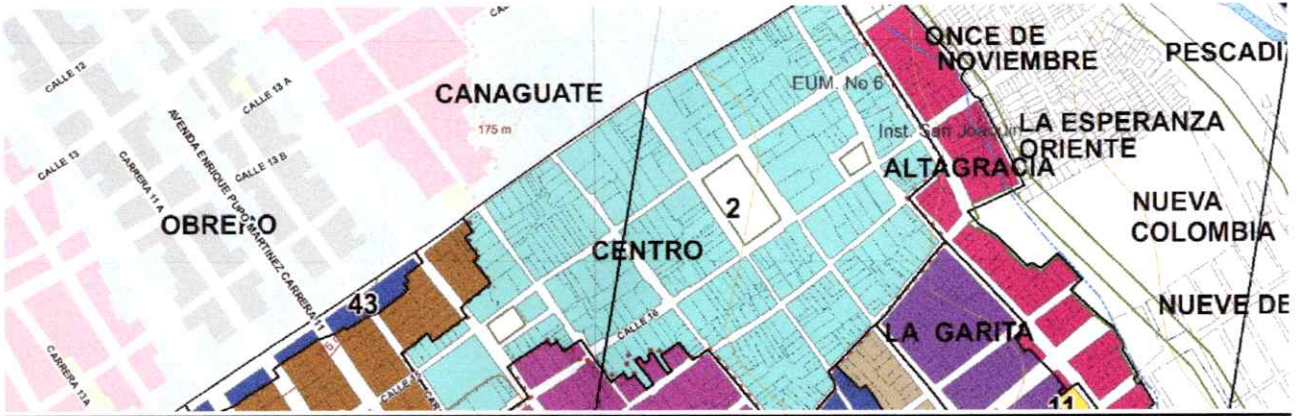 CALLE 12
CALLE 13 A
CALLE 13
AVENIDA ENRIQUE PUPO MARTINEZ CARRERA 11
CARRERA 11 A
CALLE 13 B
OBRERO
CARRERA 13A
CANAGUATE
175 m
43
CENTRO
2
CALLE 16
EUM. No 6
Inst. San Joaquin
ONCE DE
NOVIEMBRE
PESCADI
LA ESPERANZA
ORIENTE
ALTAGRACIA
NUEVA
COLOMBIA
NUEVE DE
LA GARITA
11